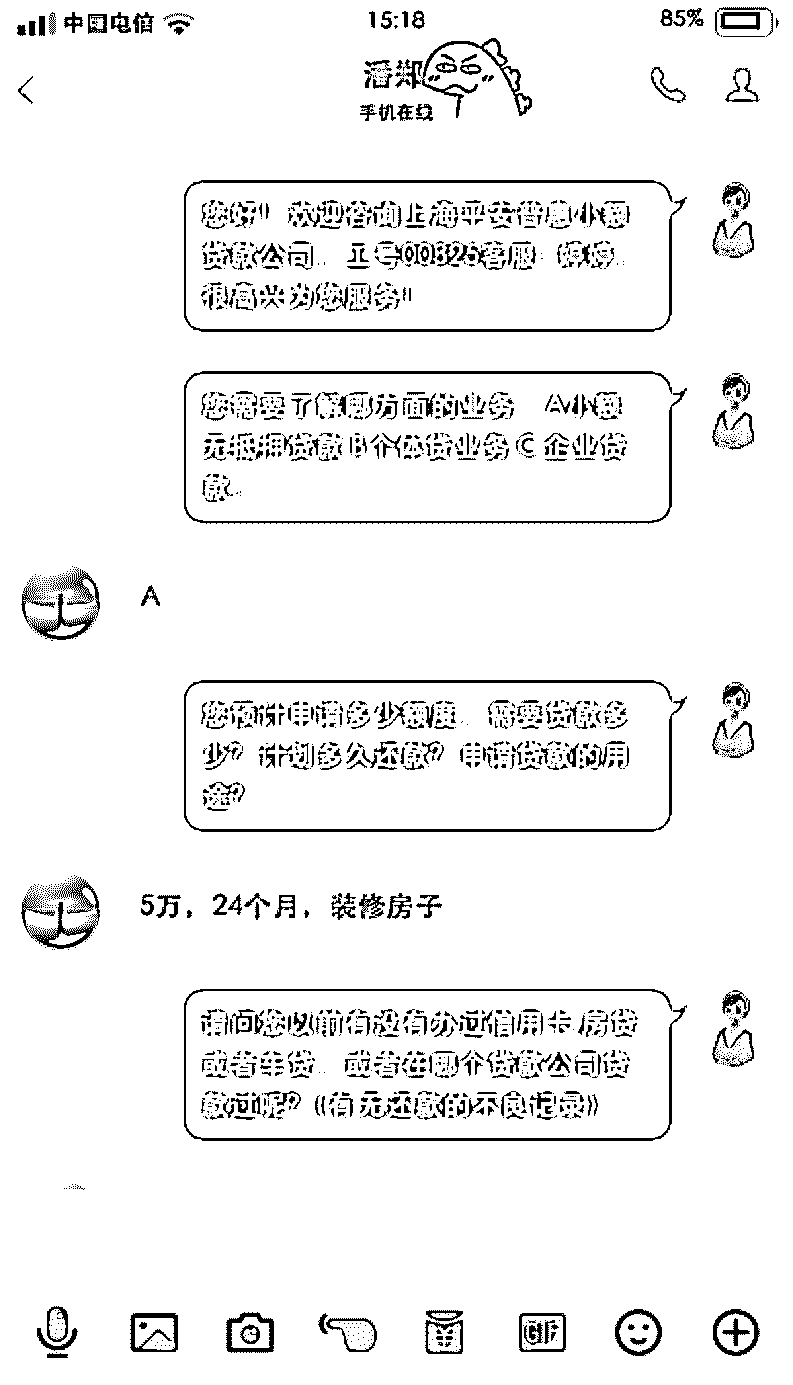 中国电信
15:18
85%
潘郑
手机在线
您好! 欢迎咨询上海平安普惠小额
贷款公司。工号00825客服：婷婷。
很高兴为您服务!!
您需要了解哪方面的业务 A小额
无抵押贷款 B 个体贷业务 C 企业贷
款。
A
您预计申请多少额度。需要贷款多
少? 计划多久还款? 申请贷款的用
途?
5万，24个月，装修房子
请问您以前有没有办过信用卡 房贷
或者车贷。或者在哪个贷款公司贷
款过呢? ((有无还款的不良记录))
GIF